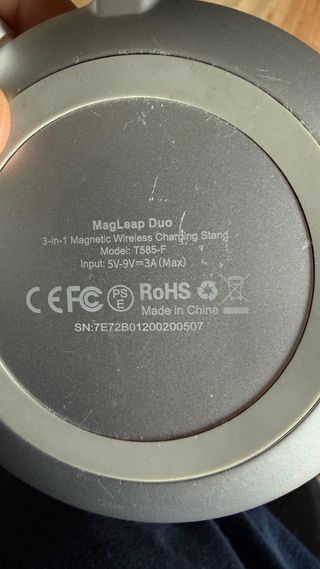 MagLeap Duo
3-in-1 Magnetic Wireless Charging Stand
Model: T585-F
Input: 5V-9V⎓3A(Max)
CE FC PSE RoHS
Made in China
SN:7E72B01200200507